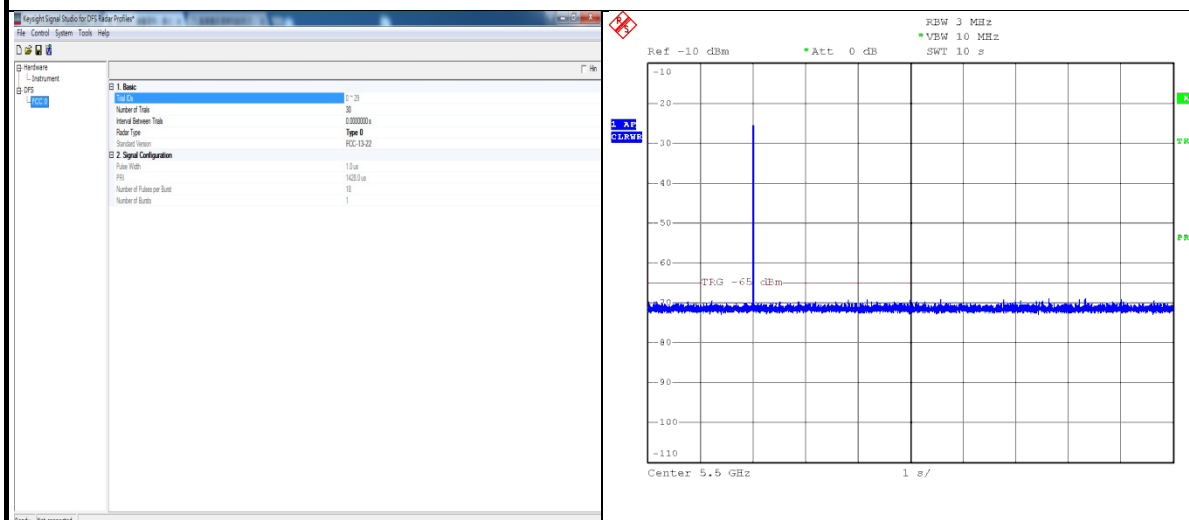 Keysight Signal Studio for DFS Radar Profiles*
File Control System Tools Help
Hardware
Instrument
DFS
FCC 0
Hin
1. Basic
Trial IDs 0 ~ 29
Number of Trials 30
Interval Between Trials 0.0000000 s
Radar Type Type 0
Standard Version FCC-13-22
2. Signal Configuration
Pulse Width 1.0 us
PRI 1428.0 us
Number of Pulses per Burst 18
Number of Bursts 1
RBW 3 MHz
*VBW 10 MHz
Ref -10 dBm *Att 0 dB SWT 10 s
-10
-20
-30
-40
-50
-60
TRG -65 dBm
-70
-80
-90
-100
-110
1 AP
CLRWR
A
Center 5.5 GHz 1 s/